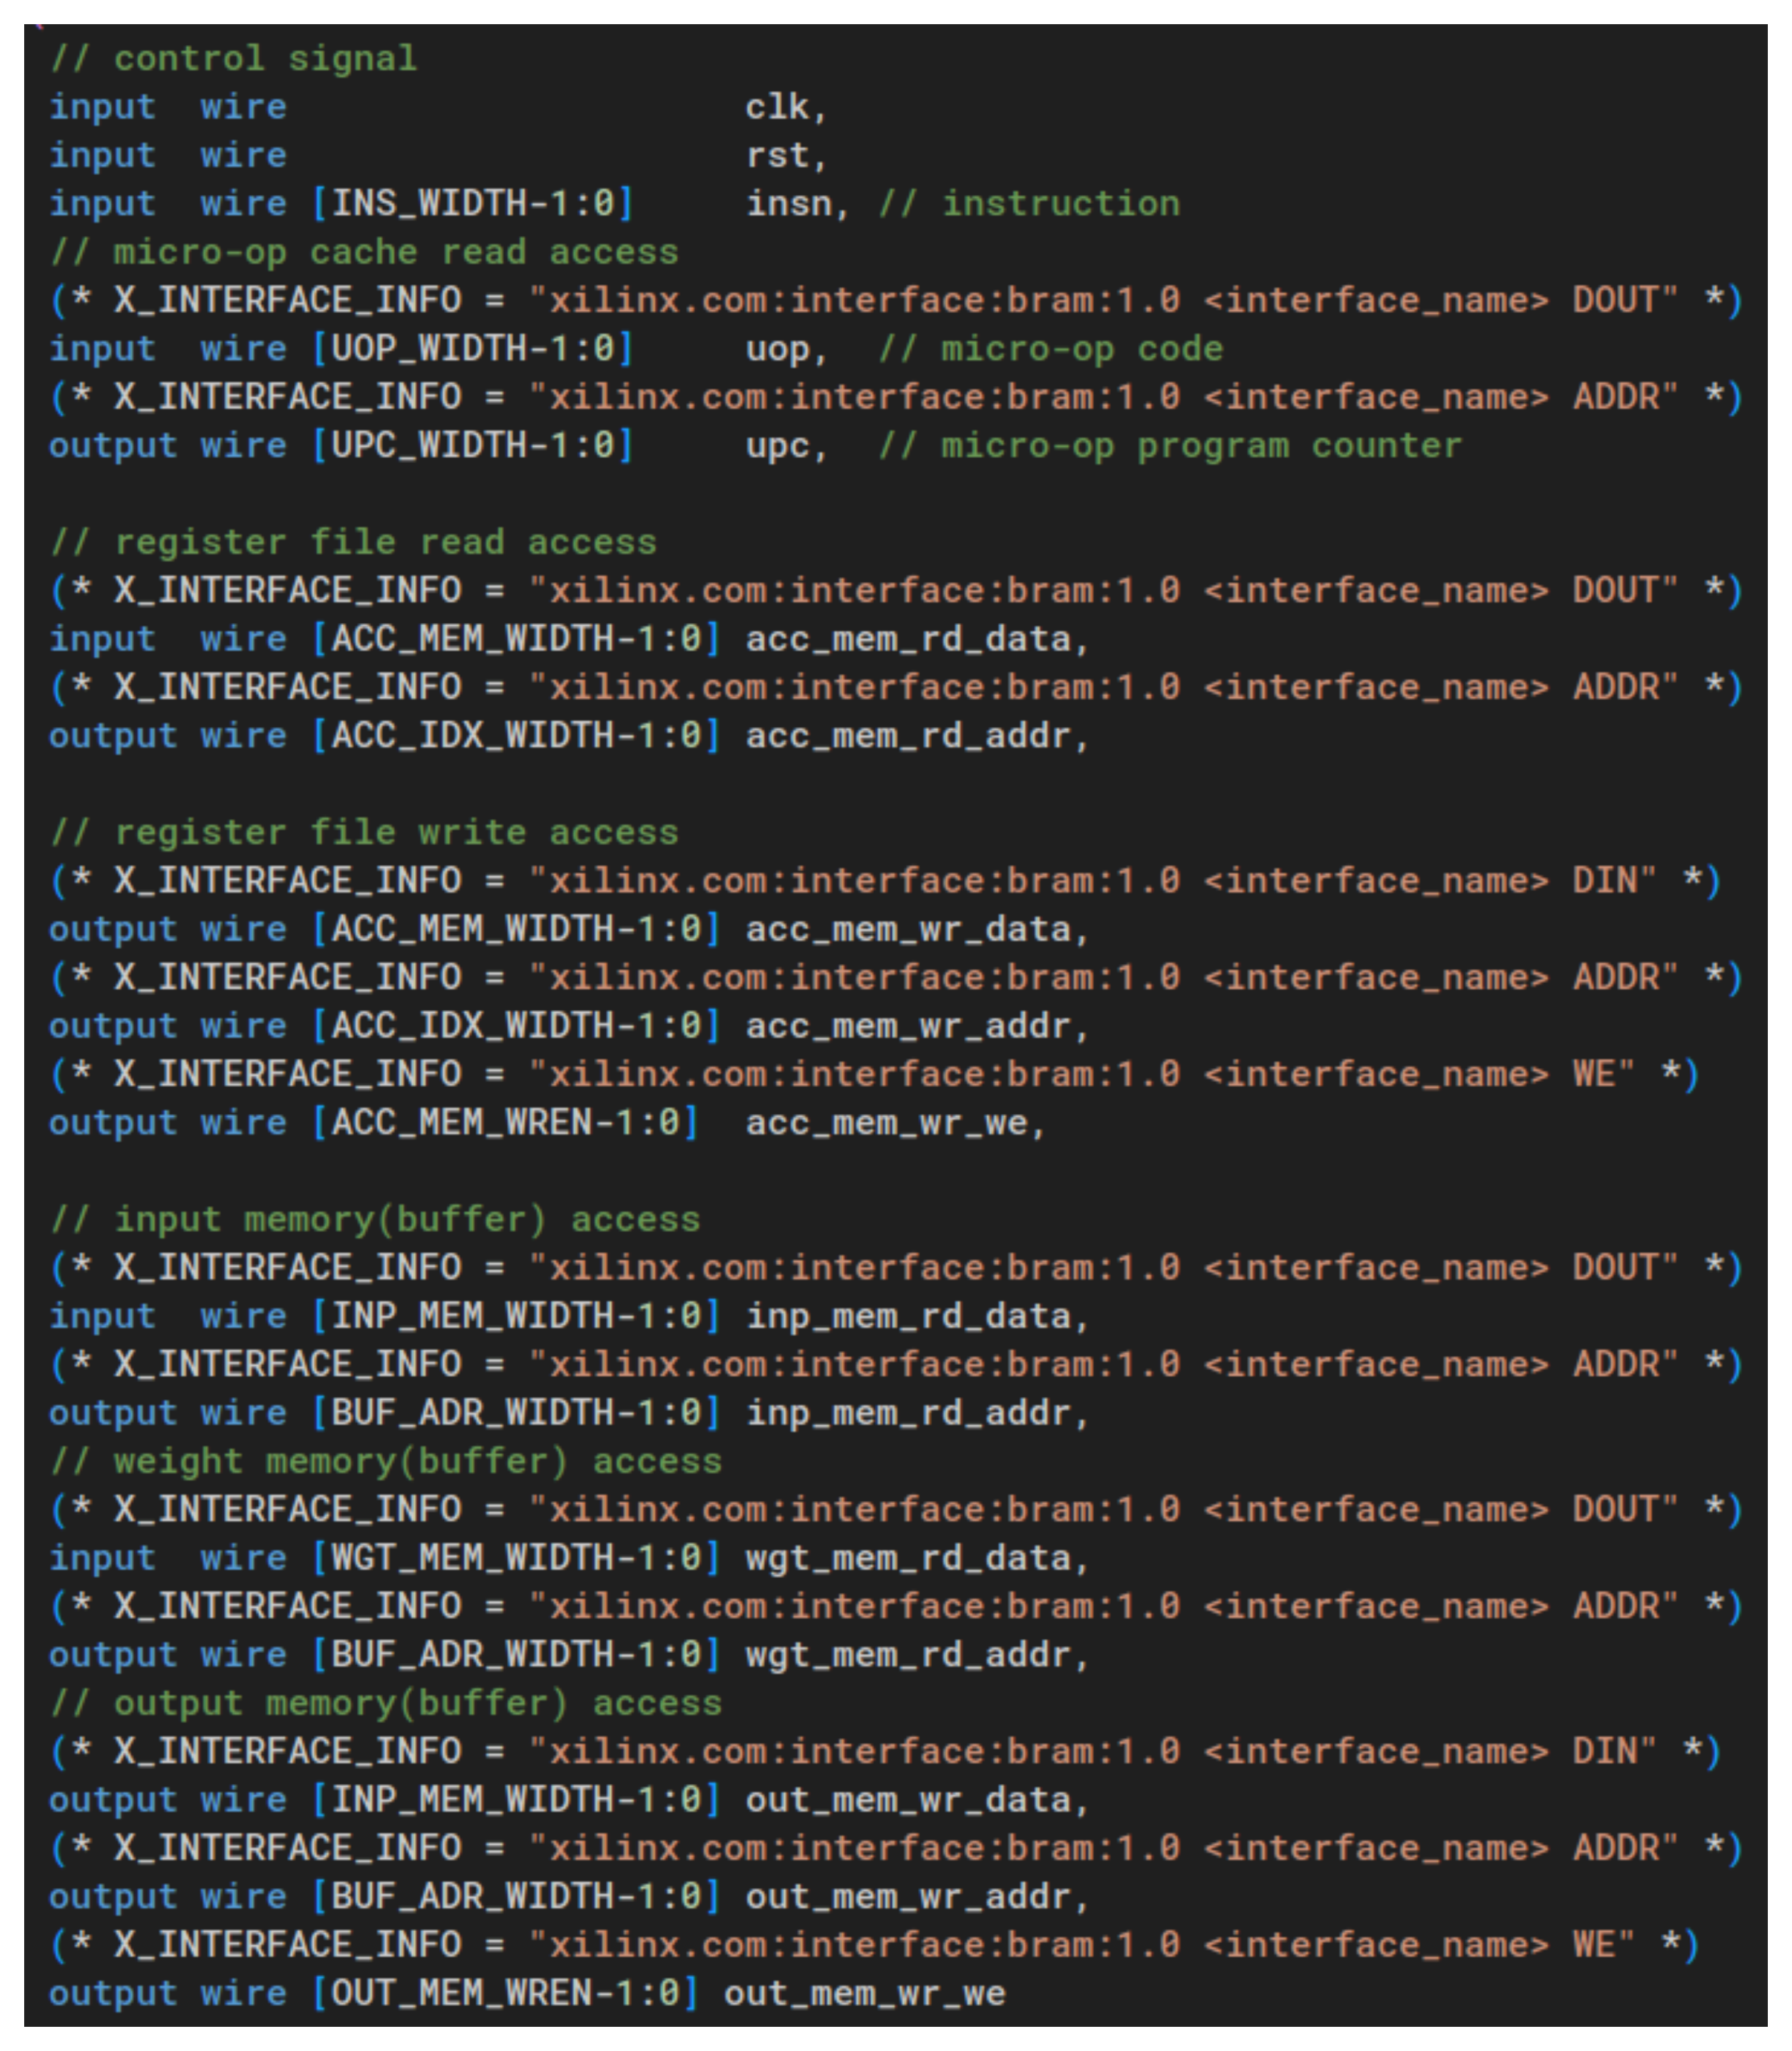 // control signal
input  wire                     clk,
input  wire                     rst,
input  wire [INS_WIDTH-1:0]     insn, // instruction
// micro-op cache read access
(* X_INTERFACE_INFO = "xilinx.com:interface:bram:1.0 <interface_name> DOUT" *)
input  wire [UOP_WIDTH-1:0]     uop,  // micro-op code
(* X_INTERFACE_INFO = "xilinx.com:interface:bram:1.0 <interface_name> ADDR" *)
output wire [UPC_WIDTH-1:0]     upc,  // micro-op program counter

// register file read access
(* X_INTERFACE_INFO = "xilinx.com:interface:bram:1.0 <interface_name> DOUT" *)
input  wire [ACC_MEM_WIDTH-1:0] acc_mem_rd_data,
(* X_INTERFACE_INFO = "xilinx.com:interface:bram:1.0 <interface_name> ADDR" *)
output wire [ACC_IDX_WIDTH-1:0] acc_mem_rd_addr,

// register file write access
(* X_INTERFACE_INFO = "xilinx.com:interface:bram:1.0 <interface_name> DIN" *)
output wire [ACC_MEM_WIDTH-1:0] acc_mem_wr_data,
(* X_INTERFACE_INFO = "xilinx.com:interface:bram:1.0 <interface_name> ADDR" *)
output wire [ACC_IDX_WIDTH-1:0] acc_mem_wr_addr,
(* X_INTERFACE_INFO = "xilinx.com:interface:bram:1.0 <interface_name> WE" *)
output wire [ACC_MEM_WREN-1:0]  acc_mem_wr_we,

// input memory(buffer) access
(* X_INTERFACE_INFO = "xilinx.com:interface:bram:1.0 <interface_name> DOUT" *)
input  wire [INP_MEM_WIDTH-1:0] inp_mem_rd_data,
(* X_INTERFACE_INFO = "xilinx.com:interface:bram:1.0 <interface_name> ADDR" *)
output wire [BUF_ADR_WIDTH-1:0] inp_mem_rd_addr,
// weight memory(buffer) access
(* X_INTERFACE_INFO = "xilinx.com:interface:bram:1.0 <interface_name> DOUT" *)
input  wire [WGT_MEM_WIDTH-1:0] wgt_mem_rd_data,
(* X_INTERFACE_INFO = "xilinx.com:interface:bram:1.0 <interface_name> ADDR" *)
output wire [BUF_ADR_WIDTH-1:0] wgt_mem_rd_addr,
// output memory(buffer) access
(* X_INTERFACE_INFO = "xilinx.com:interface:bram:1.0 <interface_name> DIN" *)
output wire [INP_MEM_WIDTH-1:0] out_mem_wr_data,
(* X_INTERFACE_INFO = "xilinx.com:interface:bram:1.0 <interface_name> ADDR" *)
output wire [BUF_ADR_WIDTH-1:0] out_mem_wr_addr,
(* X_INTERFACE_INFO = "xilinx.com:interface:bram:1.0 <interface_name> WE" *)
output wire [OUT_MEM_WREN-1:0] out_mem_wr_we